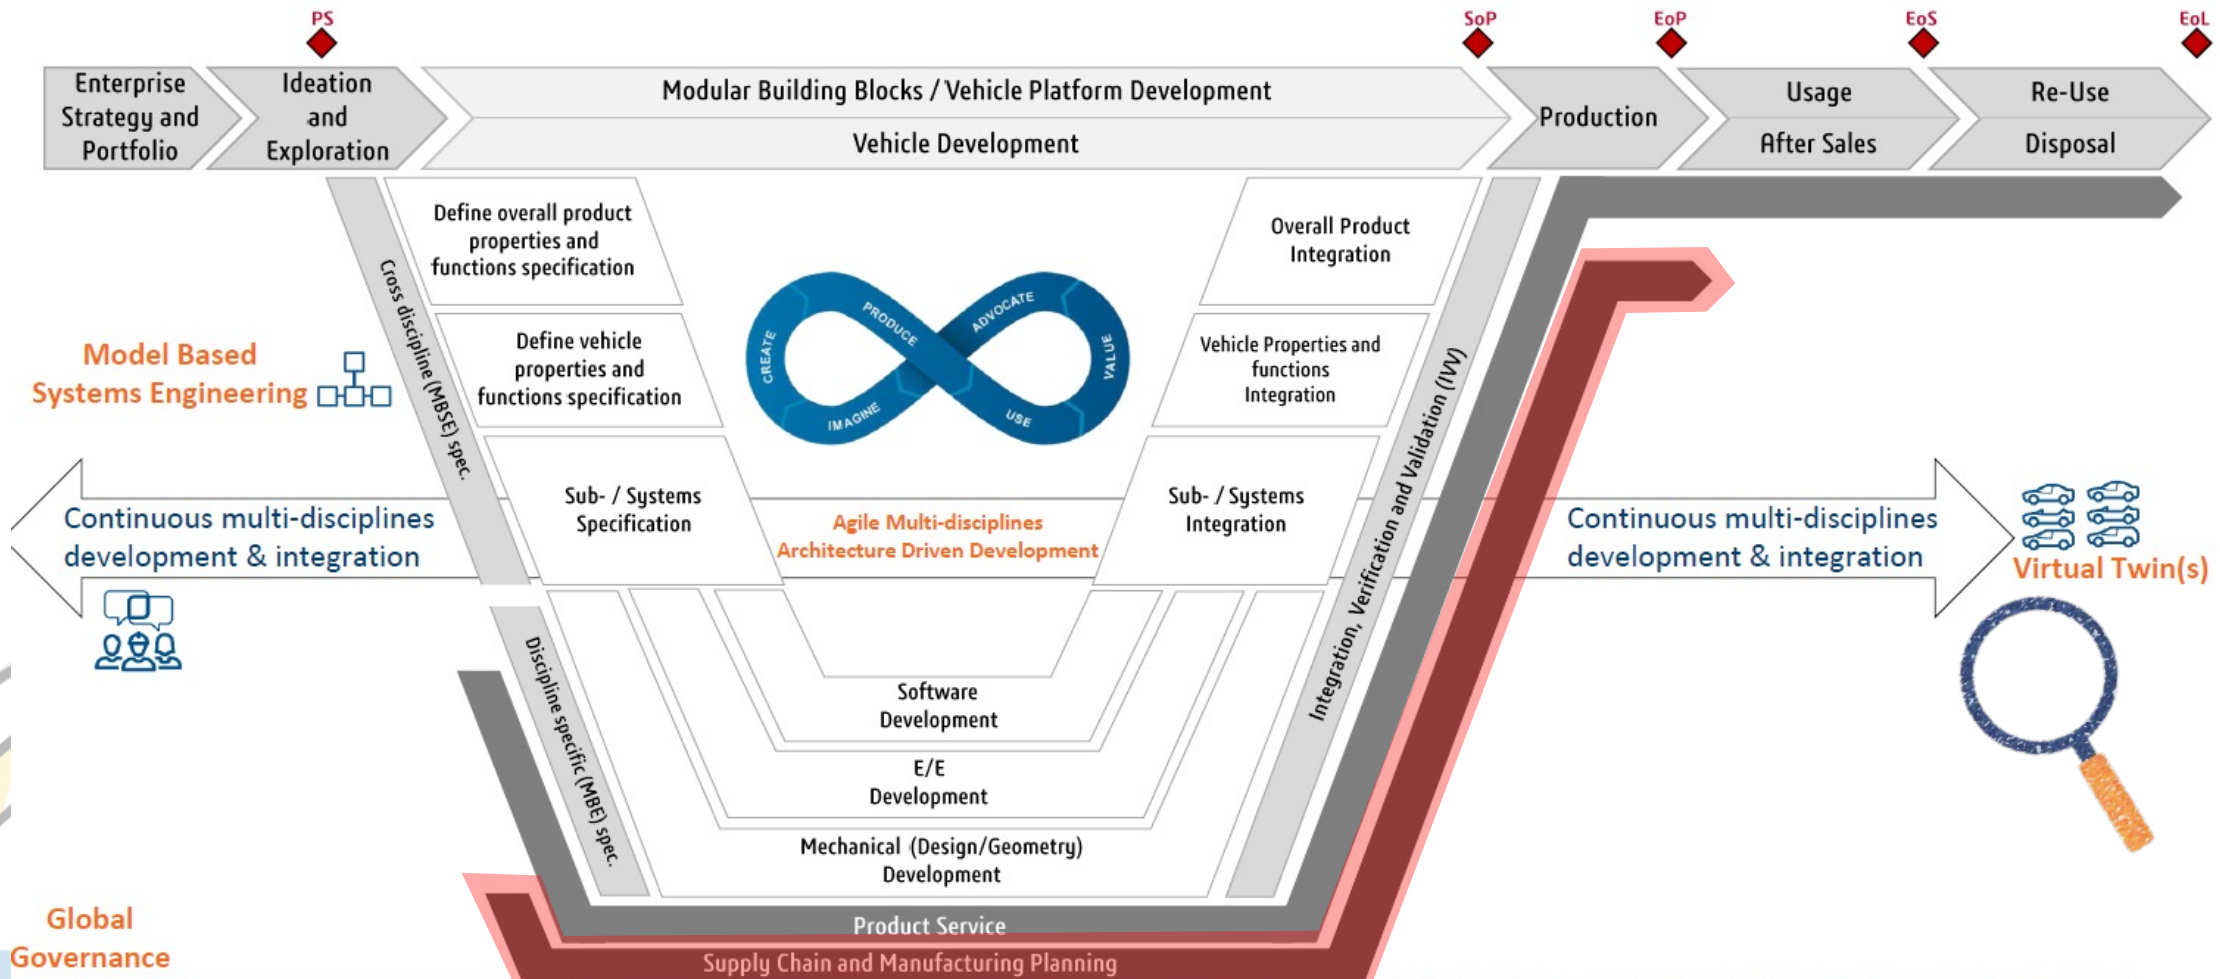 PS
SoP
EoP
EoS
EoL
Enterprise
Strategy and
Portfolio
Ideation
and
Exploration
Modular Building Blocks / Vehicle Platform Development
Vehicle Development
Production
Usage
After Sales
Re-Use
Disposal
Define overall product
properties and
functions specification
Overall Product
Integration
Cross discipline (MBSE) spec.
CREATE
PRODUCE
ADVOCATE
VALUE
IMAGINE
USE
Define vehicle
properties and
functions specification
Vehicle Properties and
functions
Integration
Model Based
Systems Engineering
Integration, Verification and Validation (IVV)
Sub- / Systems
Specification
Sub- / Systems
Integration
Continuous multi-disciplines
development & integration
Agile Multi-disciplines
Architecture Driven Development
Continuous multi-disciplines
development & integration
Virtual Twin(s)
Discipline specific (MBE) spec.
Software
Development
E/E
Development
Mechanical (Design/Geometry)
Development
Product Service
Supply Chain and Manufacturing Planning
Global
Governance